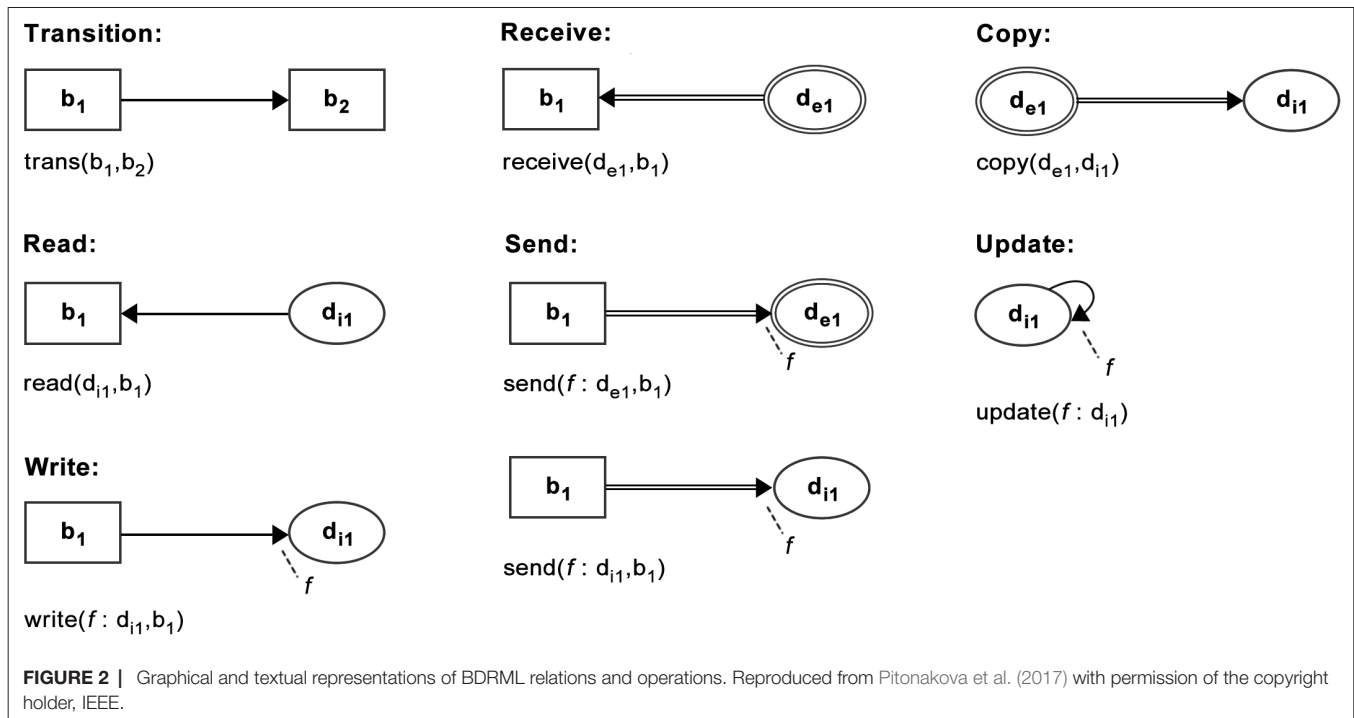 Transition:
b₁
b₂
trans(b₁,b₂)
Receive:
b₁
dₑ₁
receive(dₑ₁,b₁)
Copy:
dₑ₁
dᵢ₁
copy(dₑ₁,dᵢ₁)
Read:
b₁
dᵢ₁
read(dᵢ₁,b₁)
Send:
b₁
dₑ₁
f
send(f : dₑ₁,b₁)
Update:
dᵢ₁
f
update(f : dᵢ₁)
Write:
b₁
dᵢ₁
f
write(f : dᵢ₁,b₁)
b₁
dᵢ₁
f
send(f : dᵢ₁,b₁)
FIGURE 2 | Graphical and textual representations of BDRML relations and operations. Reproduced from Pitonakova et al. (2017) with permission of the copyright
holder, IEEE.